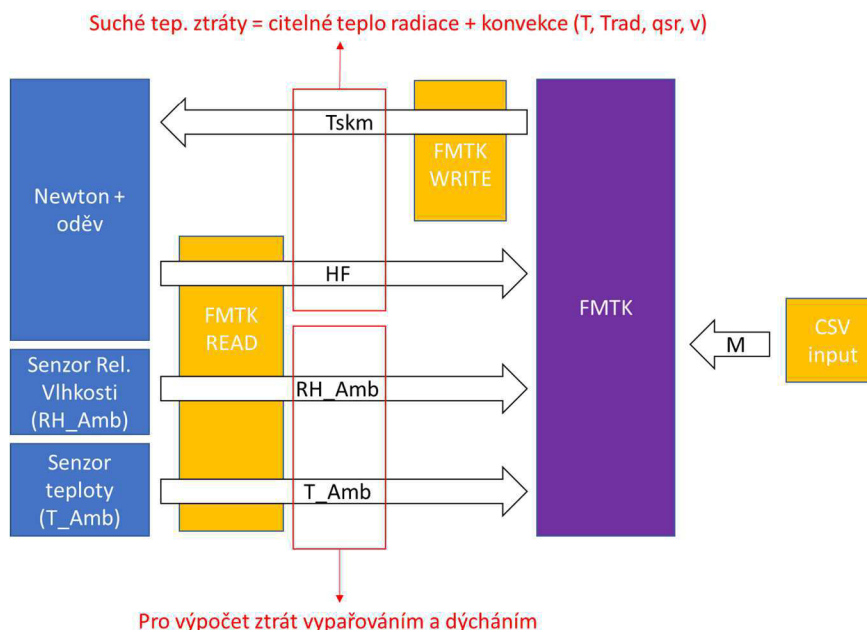 Suché tep. ztráty = citelné teplo radiace + konvekce (T, Trad, qsr, v)
Tskm
FMTK
WRITE
Newton +
oděv
HF
FMTK
READ
FMTK
CSV
input
M
Senzor Rel.
Vlhkosti
(RH_Amb)
RH_Amb
Senzor
teploty
(T_Amb)
T_Amb
Pro výpočet ztrát vypařováním a dýcháním